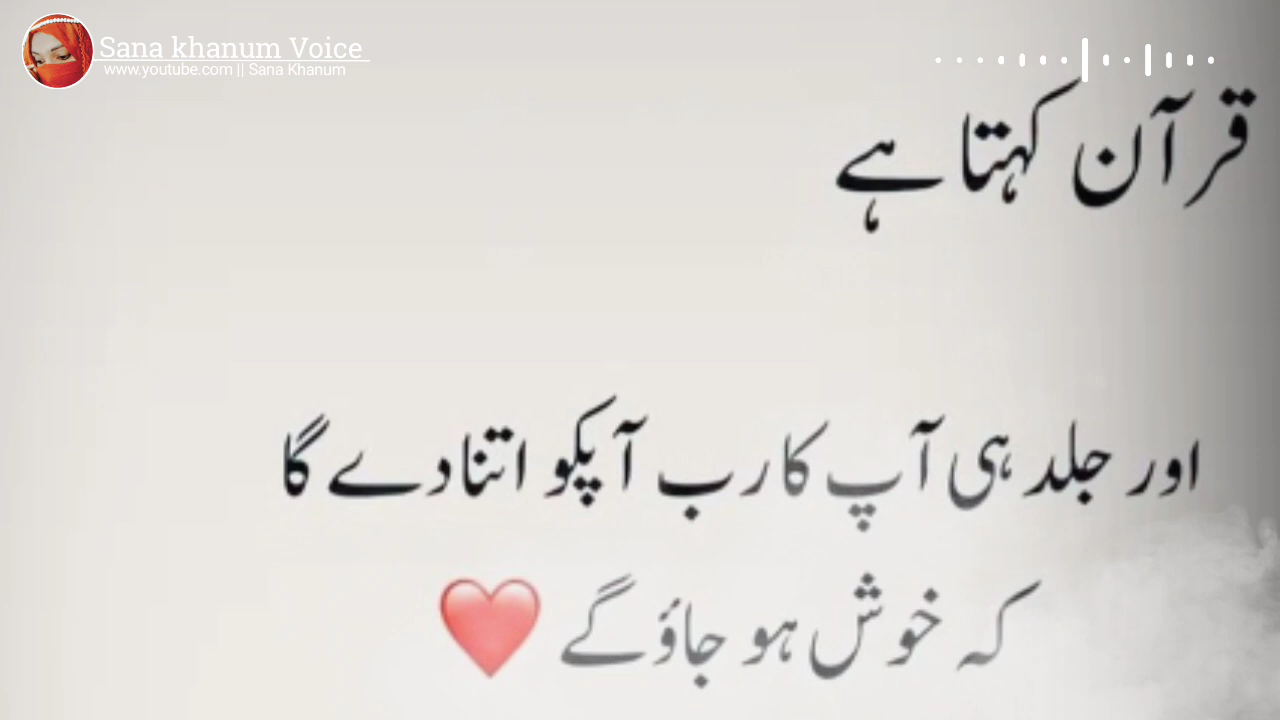 Sana khanum Voice
www.youtube.com || Sana Khanum
قرآن کہتا ہے
اور جلد ہی آپ کا رب آپکو اتنا دے گا
کہ خوش ہو جاؤ گے ❤️